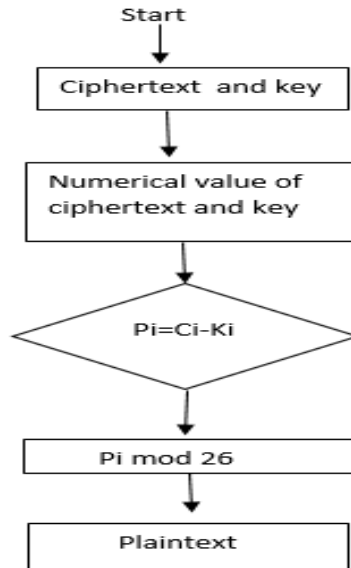 Start
Ciphertext and key
Numerical value of
ciphertext and key
Pi=Ci-Ki
Pi mod 26
Plaintext